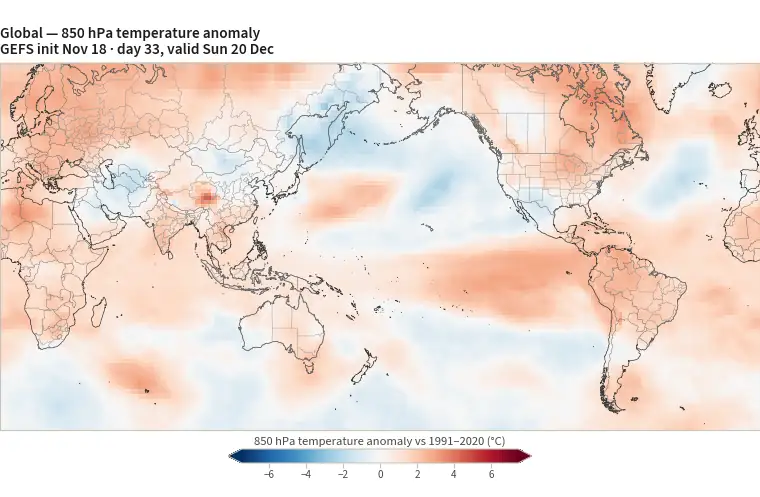 Global — 850 hPa temperature anomaly
GEFS init Nov 18 · day 33, valid Sun 20 Dec
850 hPa temperature anomaly vs 1991–2020 (°C)
−6 −4 −2 0 2 4 6